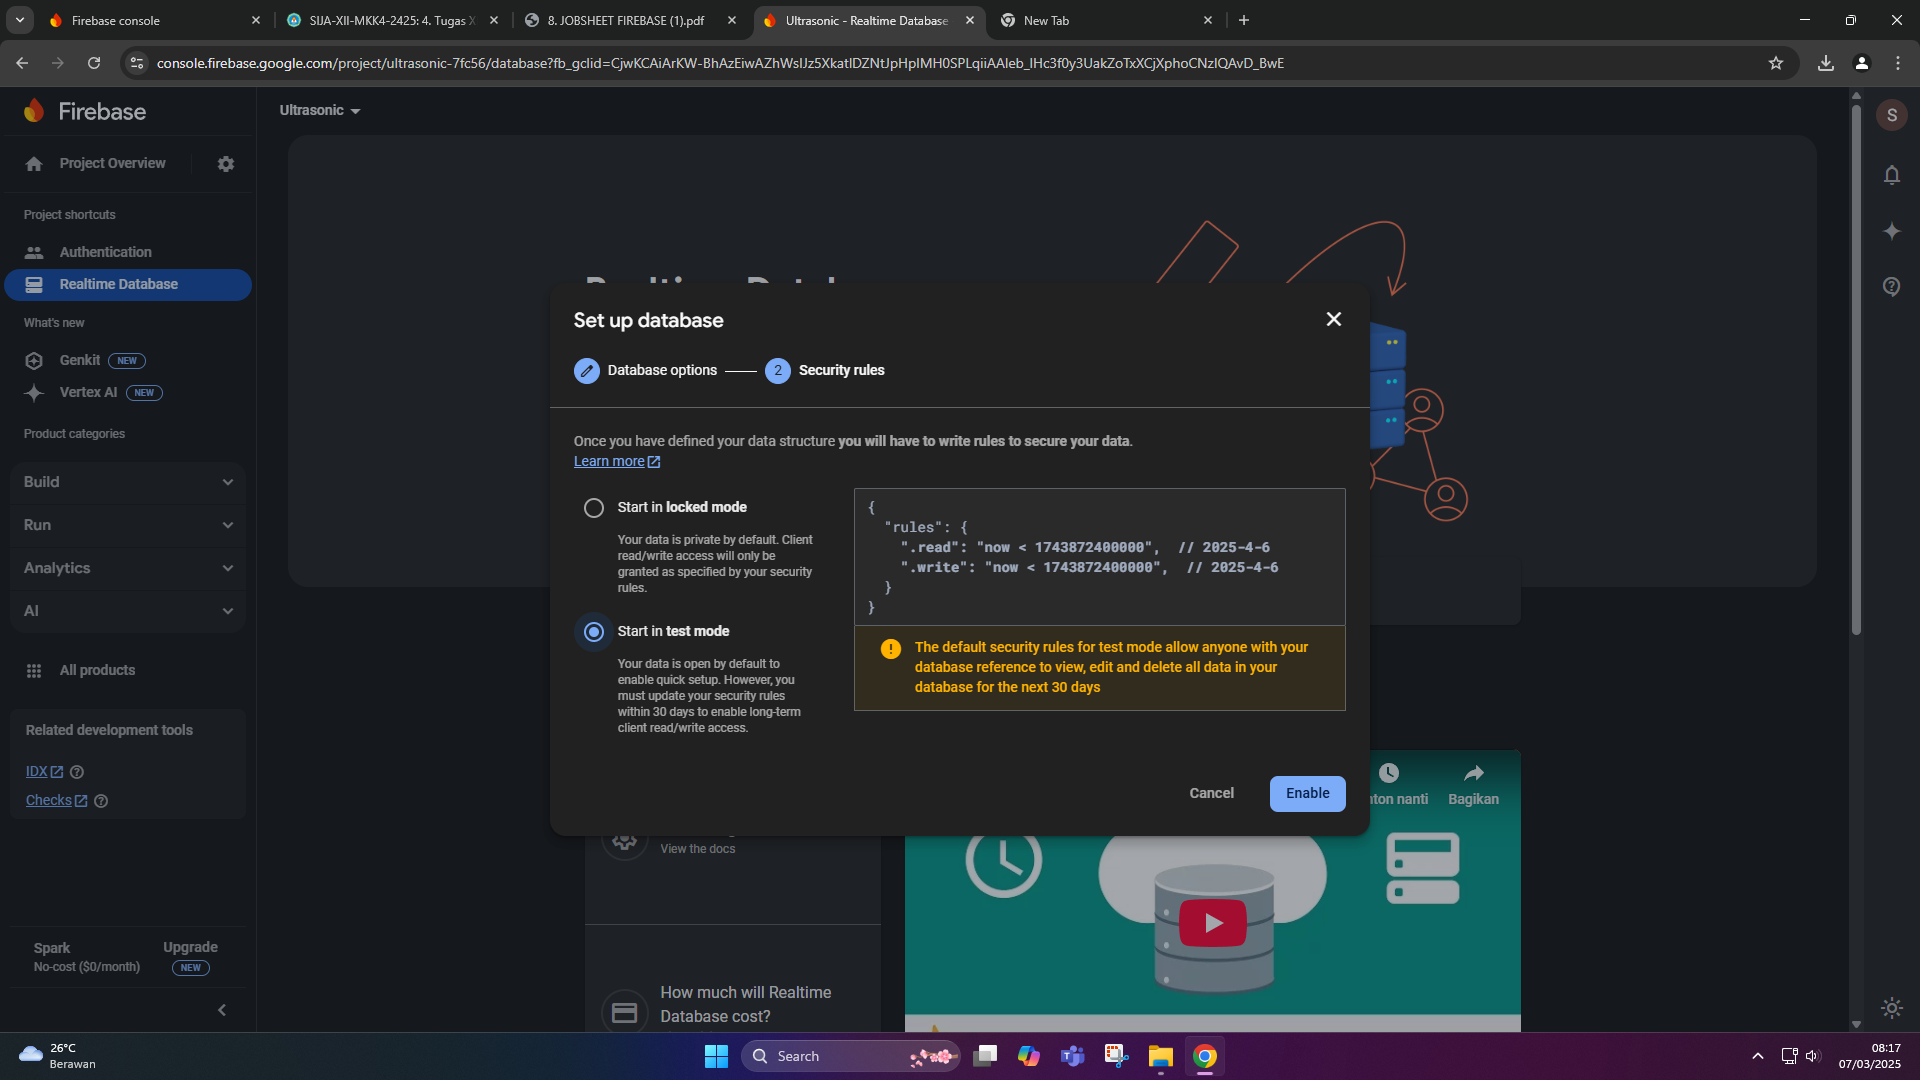 Firebase console
SIJA-XII-MKK4-2425: 4. Tugas X
8. JOBSHEET FIREBASE (1).pdf
Ultrasonic - Realtime Database
New Tab
console.firebase.google.com/project/ultrasonic-7fc56/database?fb_gclid=CjwKCAiArKW-BhAzEiwAZhWsIJz5XkatIDZNtJpHpIMH0SPLqiiAAleb_IHc3f0y3UakZoTxXCjXphoCNzIQAvD_BwE
Firebase
Ultrasonic
S
Project Overview
Project shortcuts
Authentication
Realtime Database
What's new
Genkit NEW
Vertex AI NEW
Product categories
Build
Run
Analytics
AI
All products
Related development tools
IDX
Checks
Spark
No-cost ($0/month)
Upgrade
NEW
Set up database
Database options
2 Security rules
Once you have defined your data structure you will have to write rules to secure your data.
Learn more
Start in locked mode
Your data is private by default. Client
read/write access will only be
granted as specified by your security
rules.
Start in test mode
Your data is open by default to
enable quick setup. However, you
must update your security rules
within 30 days to enable long-term
client read/write access.
{
"rules": {
".read": "now < 1743872400000", // 2025-4-6
".write": "now < 1743872400000", // 2025-4-6
}
}
! The default security rules for test mode allow anyone with your
database reference to view, edit and delete all data in your
database for the next 30 days
Cancel
Enable
nanti
Bagikan
View the docs
How much will Realtime
Database cost?
26°C
Berawan
Search
08:17
07/03/2025